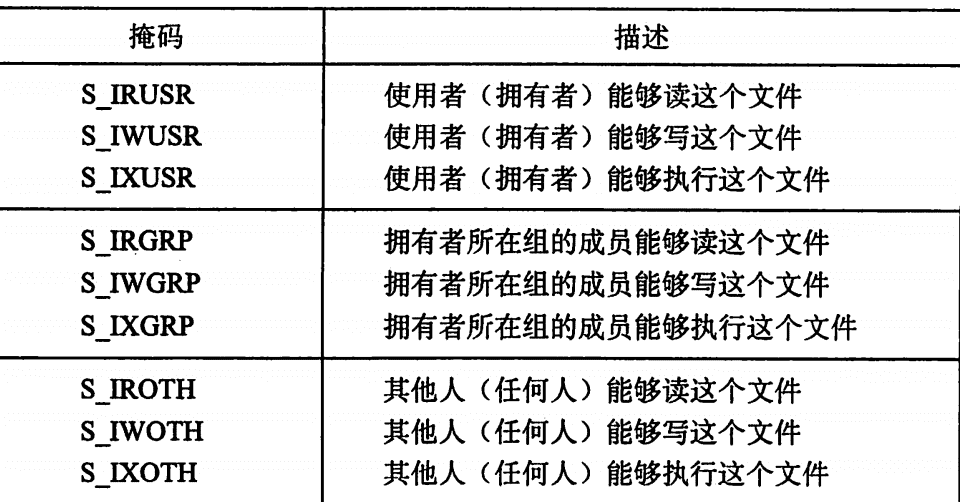 掩码 描述
S_IRUSR 使用者（拥有者）能够读这个文件
S_IWUSR 使用者（拥有者）能够写这个文件
S_IXUSR 使用者（拥有者）能够执行这个文件
S_IRGRP 拥有者所在组的成员能够读这个文件
S_IWGRP 拥有者所在组的成员能够写这个文件
S_IXGRP 拥有者所在组的成员能够执行这个文件
S_IROTH 其他人（任何人）能够读这个文件
S_IWOTH 其他人（任何人）能够写这个文件
S_IXOTH 其他人（任何人）能够执行这个文件